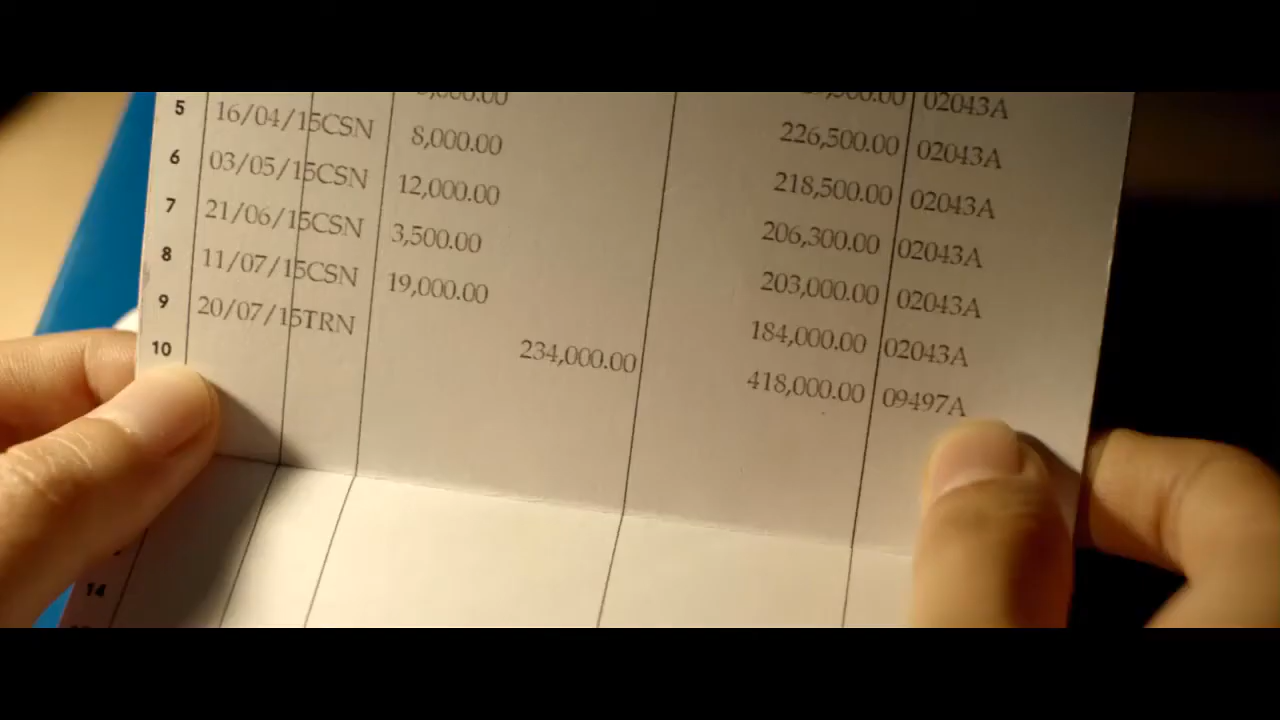 02043A
226,500.00 02043A
5 16/04/15CSN 8,000.00 218,500.00 02043A
6 03/05/15CSN 12,000.00 206,300.00 02043A
7 21/06/15CSN 3,500.00 203,000.00 02043A
8 11/07/15CSN 19,000.00 184,000.00 02043A
9 20/07/15TRN 234,000.00 418,000.00 09497A
10
14